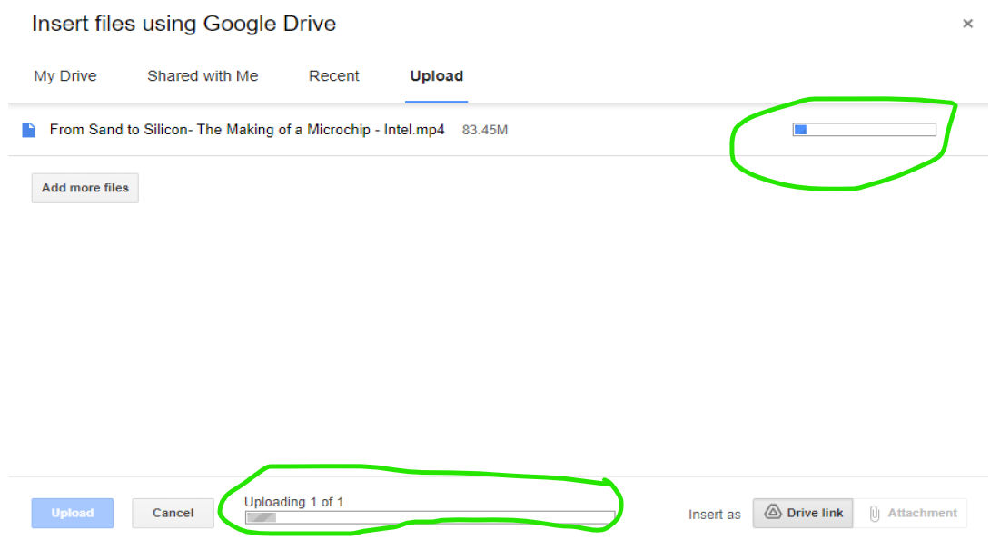 Insert files using Google Drive ×
My Drive Shared with Me Recent Upload
From Sand to Silicon- The Making of a Microchip - Intel.mp4 83.45M
Add more files
Uploading 1 of 1
Upload Cancel Insert as Drive link Attachment